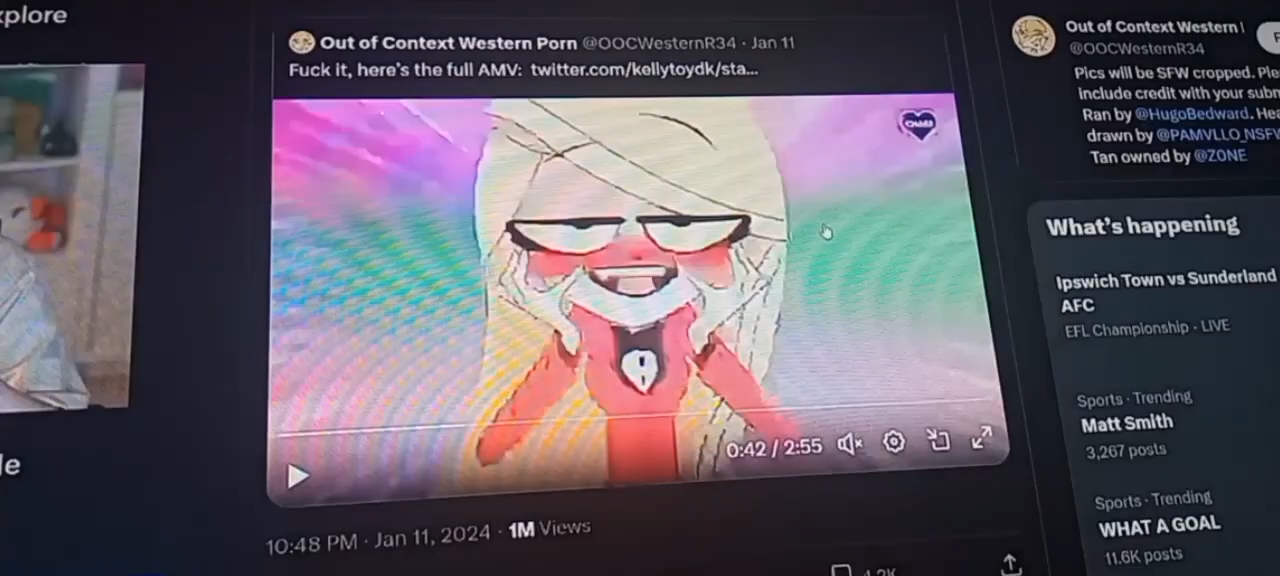 xplore
Out of Context Western Porn @OOCWesternR34 · Jan 11
Fuck it, here's the full AMV: twitter.com/kellytoydk/sta...
0:42 / 2:55
10:48 PM · Jan 11, 2024 · 1M Views
Out of Context Western
@OOCWesternR34
Pics will be SFW cropped. Ple
include credit with your subm
Ran by @HugoBedward. Hea
drawn by @PAMVLLO_NSFW
Tan owned by @ZONE
What's happening
Ipswich Town vs Sunderland
AFC
EFL Championship · LIVE
Sports · Trending
Matt Smith
3,267 posts
Sports · Trending
WHAT A GOAL
11.6K posts